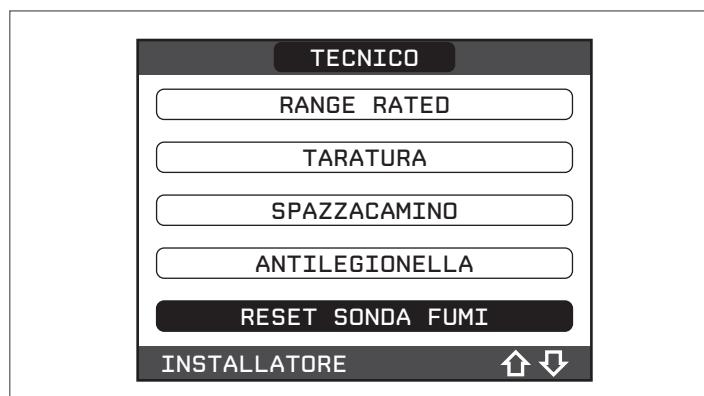 TECNICO
RANGE RATED
TARATURA
SPAZZACAMINO
ANTILEGIONELLA
RESET SONDA FUMI
INSTALLATORE